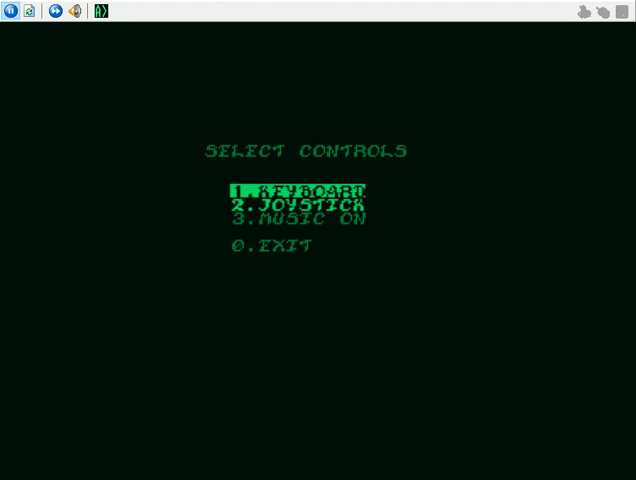 A>
SELECT CONTROLS
1.KEYBOARD
2.JOYSTICK
3.MUSIC ON
0.EXIT